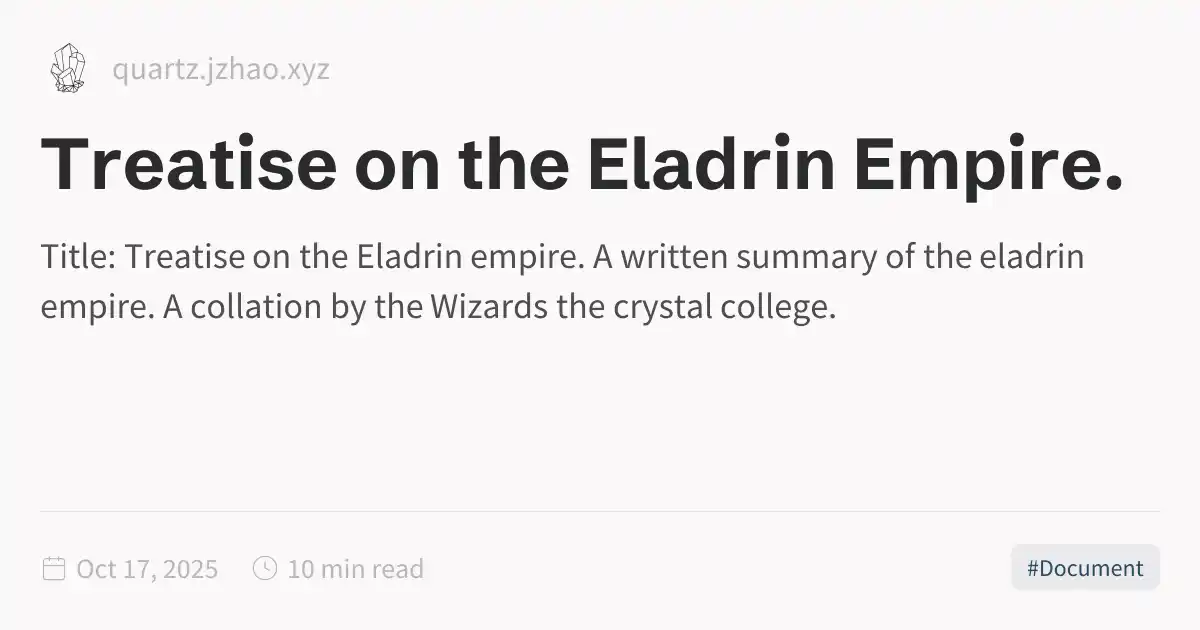 quartz.jzhao.xyz
Treatise on the Eladrin Empire.
Title: Treatise on the Eladrin empire. A written summary of the eladrin
empire. A collation by the Wizards the crystal college.
Oct 17, 2025 10 min read #Document